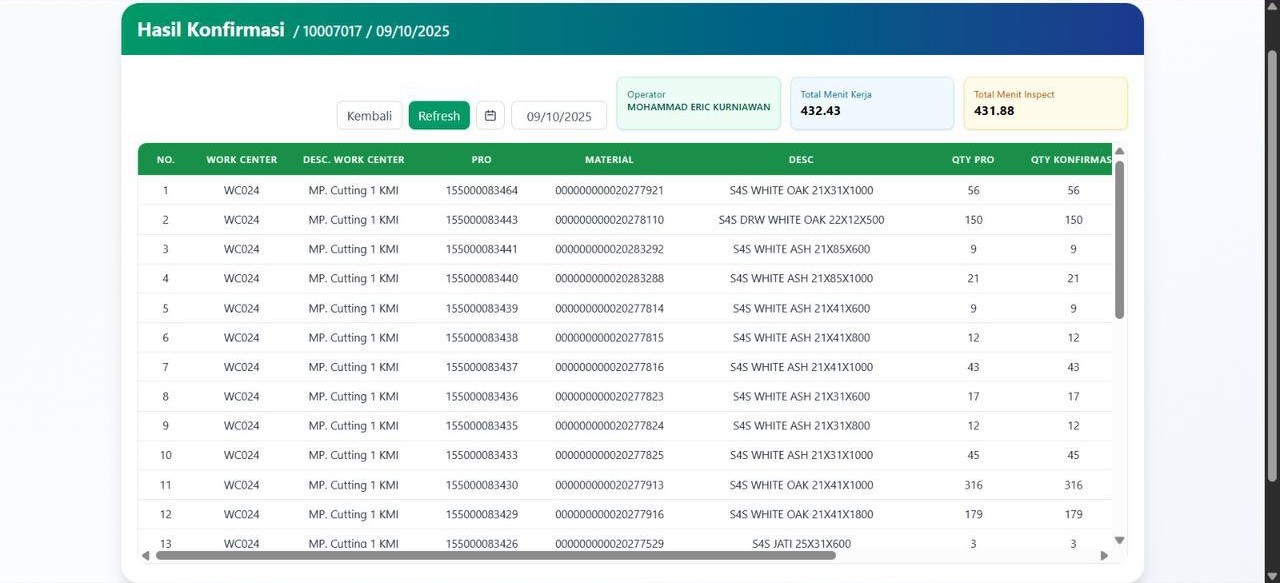 Hasil Konfirmasi / 10007017 / 09/10/2025
Kembali Refresh 09/10/2025
Operator
MOHAMMAD ERIC KURNIAWAN
Total Menit Kerja
432.43
Total Menit Inspect
431.88
NO. WORK CENTER DESC. WORK CENTER PRO MATERIAL DESC QTY PRO QTY KONFIRMAS
1 WC024 MP. Cutting 1 KMI 155000083464 000000000020277921 S4S WHITE OAK 21X31X1000 56 56
2 WC024 MP. Cutting 1 KMI 155000083443 000000000020278110 S4S DRW WHITE OAK 22X12X500 150 150
3 WC024 MP. Cutting 1 KMI 155000083441 000000000020283292 S4S WHITE ASH 21X85X600 9 9
4 WC024 MP. Cutting 1 KMI 155000083440 000000000020283288 S4S WHITE ASH 21X85X1000 21 21
5 WC024 MP. Cutting 1 KMI 155000083439 000000000020277814 S4S WHITE ASH 21X41X600 9 9
6 WC024 MP. Cutting 1 KMI 155000083438 000000000020277815 S4S WHITE ASH 21X41X800 12 12
7 WC024 MP. Cutting 1 KMI 155000083437 000000000020277816 S4S WHITE ASH 21X41X1000 43 43
8 WC024 MP. Cutting 1 KMI 155000083436 000000000020277823 S4S WHITE ASH 21X31X600 17 17
9 WC024 MP. Cutting 1 KMI 155000083435 000000000020277824 S4S WHITE ASH 21X31X800 12 12
10 WC024 MP. Cutting 1 KMI 155000083433 000000000020277825 S4S WHITE ASH 21X31X1000 45 45
11 WC024 MP. Cutting 1 KMI 155000083430 000000000020277913 S4S WHITE OAK 21X41X1000 316 316
12 WC024 MP. Cutting 1 KMI 155000083429 000000000020277916 S4S WHITE OAK 21X41X1800 179 179
13 WC024 MP. Cutting 1 KMI 155000083426 000000000020277529 S4S JATI 25X31X600 3 3